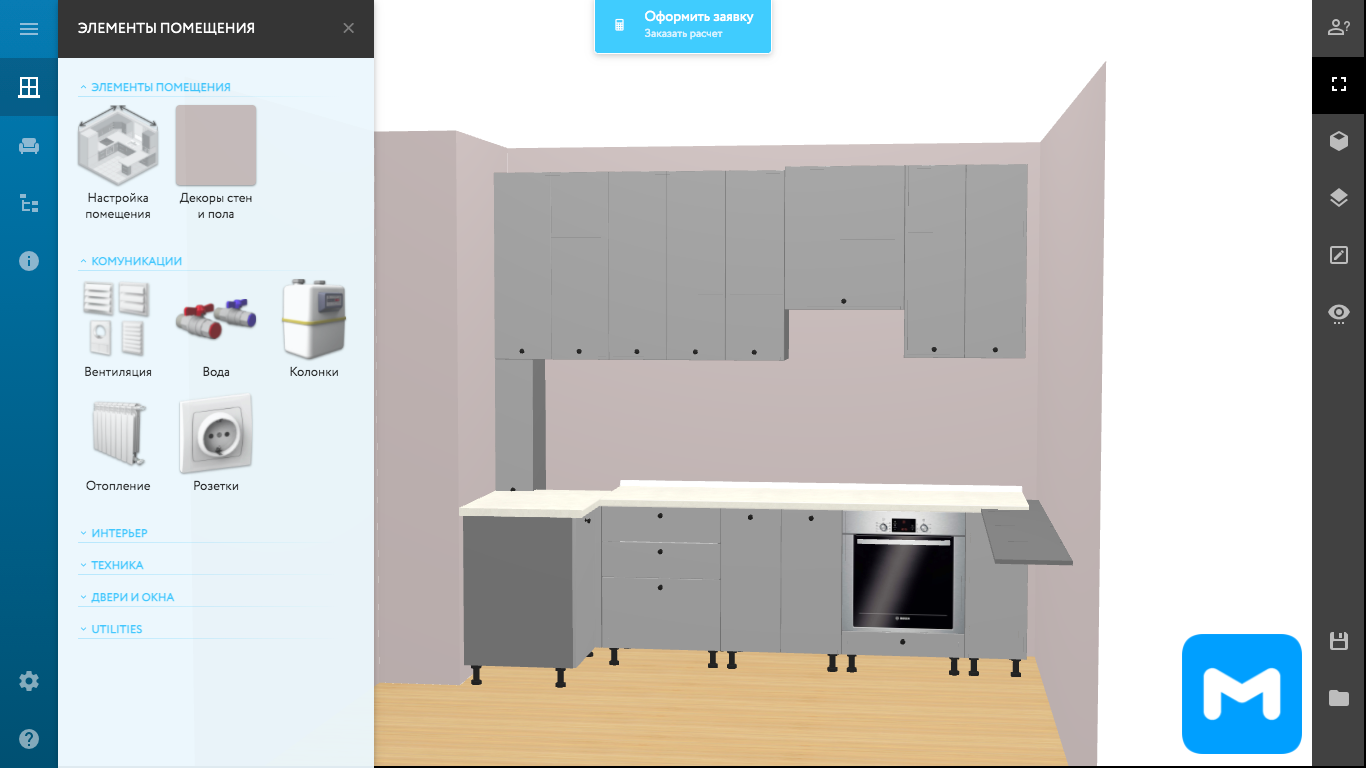 ЭЛЕМЕНТЫ ПОМЕЩЕНИЯ
Оформить заявку
Заказать расчет
ЭЛЕМЕНТЫ ПОМЕЩЕНИЯ
Настройка
помещения
Декоры стен
и пола
КОМУНИКАЦИИ
Вентиляция
Вода
Колонки
Отопление
Розетки
ИНТЕРЬЕР
ТЕХНИКА
ДВЕРИ И ОКНА
UTILITIES